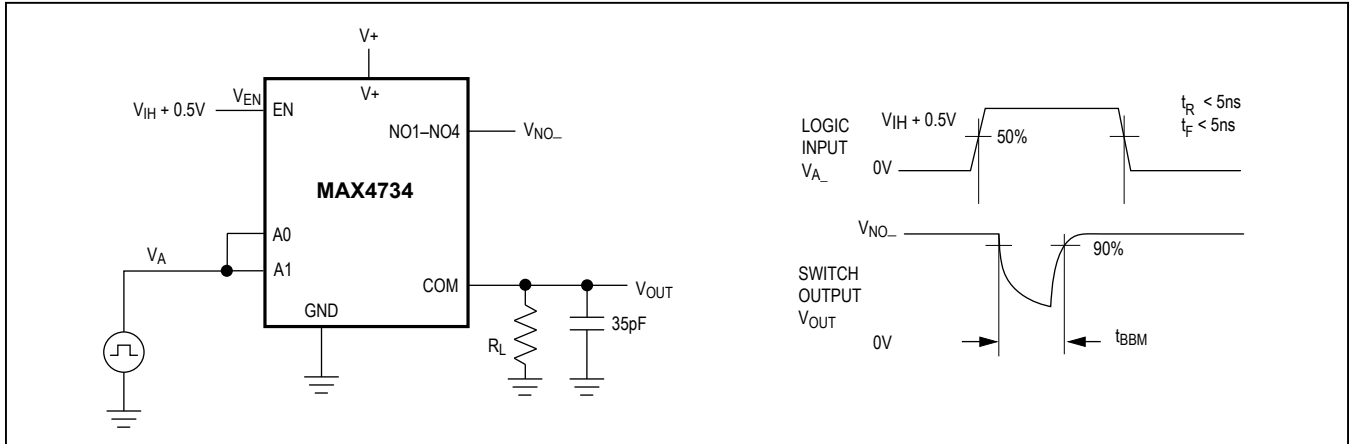 V+
V+
VIH + 0.5V
VEN
EN
NO1–NO4
VNO_
MAX4734
A0
VA
A1
COM
VOUT
GND
RL
35pF
LOGIC
INPUT
VA_
VIH + 0.5V
50%
0V
tR < 5ns
tF < 5ns
VNO_
90%
SWITCH
OUTPUT
VOUT
0V
tBBM